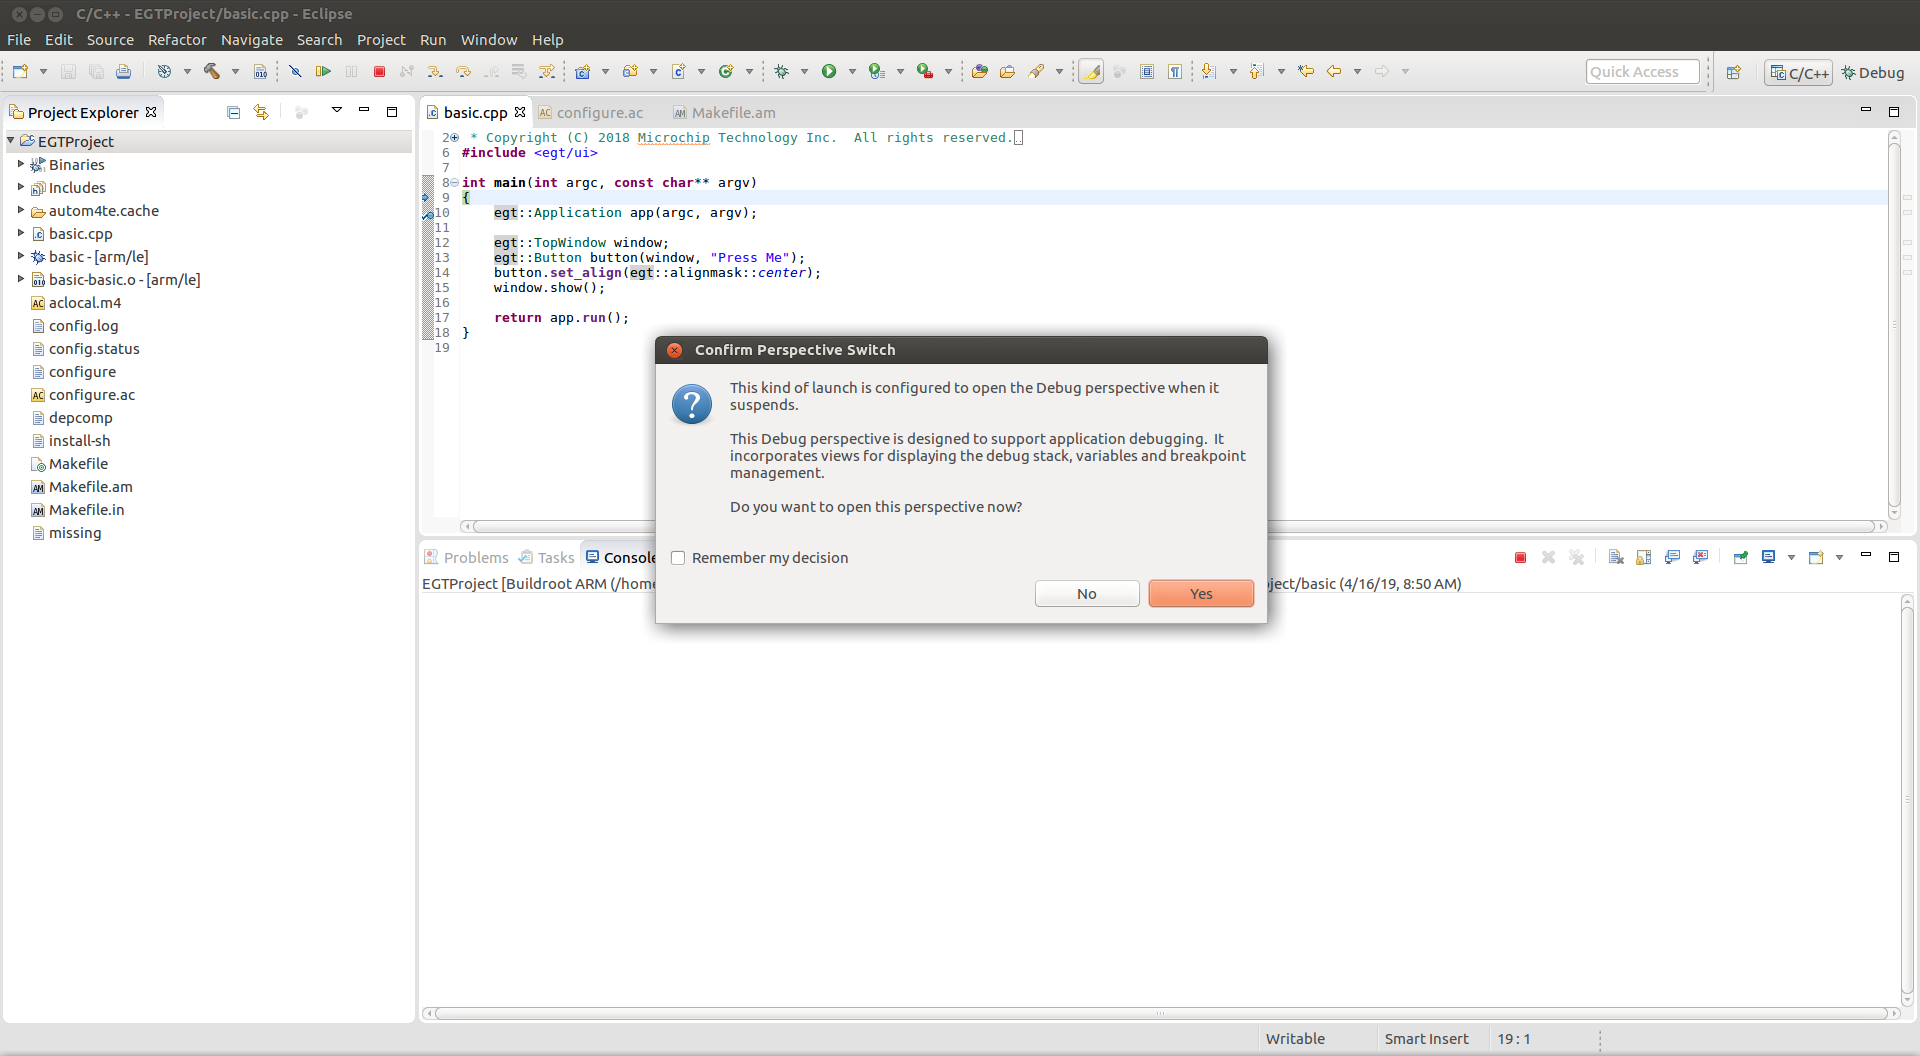 C/C++ - EGTProject/basic.cpp - Eclipse
File Edit Source Refactor Navigate Search Project Run Window Help
Quick Access
C/C++
Debug
Project Explorer
EGTProject
Binaries
Includes
autom4te.cache
basic.cpp
basic - [arm/le]
basic-basic.o - [arm/le]
aclocal.m4
config.log
config.status
configure
configure.ac
depcomp
install-sh
Makefile
Makefile.am
Makefile.in
missing
basic.cpp configure.ac Makefile.am
2 * Copyright (C) 2018 Microchip Technology Inc.  All rights reserved.
6 #include <egt/ui>
7
8 int main(int argc, const char** argv)
9 {
10 egt::Application app(argc, argv);
11
12 egt::TopWindow window;
13 egt::Button button(window, "Press Me");
14 button.set_align(egt::alignmask::center);
15 window.show();
16
17 return app.run();
18 }
19
Confirm Perspective Switch
This kind of launch is configured to open the Debug perspective when it
suspends.
This Debug perspective is designed to support application debugging.  It
incorporates views for displaying the debug stack, variables and breakpoint
management.
Do you want to open this perspective now?
Remember my decision
No Yes
Problems Tasks Console
EGTProject [Buildroot ARM (/home ject/basic (4/16/19, 8:50 AM)
Writable Smart Insert 19 : 1